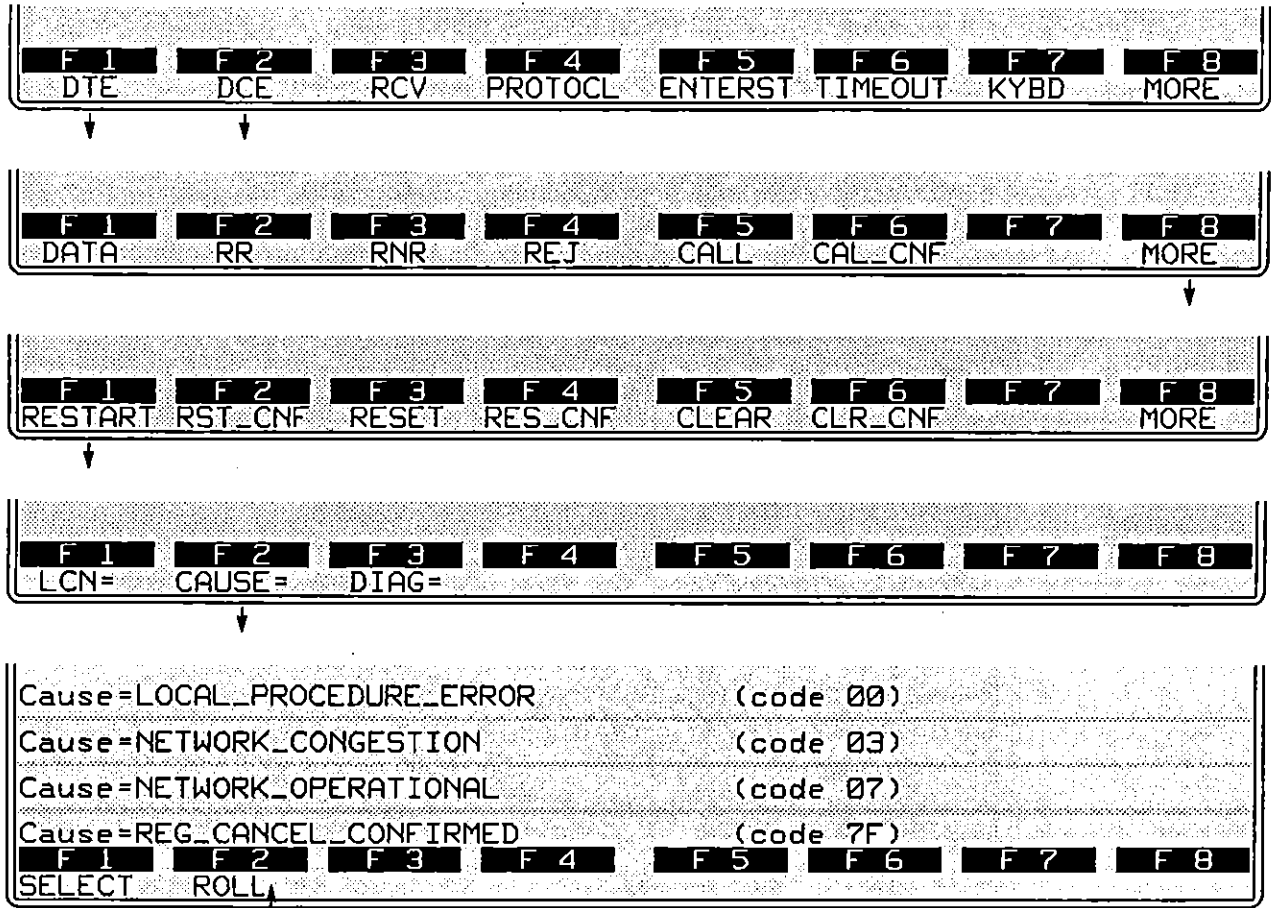 F 1 F 2 F 3 F 4 F 5 F 6 F 7 F 8
DTE DCE RCV PROTOCL ENTERST TIMEOUT KYBD MORE
F 1 F 2 F 3 F 4 F 5 F 6 F 7 F 8
DATA RR RNR REJ CALL CAL_CNF MORE
F 1 F 2 F 3 F 4 F 5 F 6 F 7 F 8
RESTART RST_CNF RESET RES_CNF CLEAR CLR_CNF MORE
F 1 F 2 F 3 F 4 F 5 F 6 F 7 F 8
LCN= CAUSE= DIAG=
Cause=LOCAL_PROCEDURE_ERROR (code 00)
Cause=NETWORK_CONGESTION (code 03)
Cause=NETWORK_OPERATIONAL (code 07)
Cause=REG_CANCEL_CONFIRMED (code 7F)
F 1 F 2 F 3 F 4 F 5 F 6 F 7 F 8
SELECT ROLL